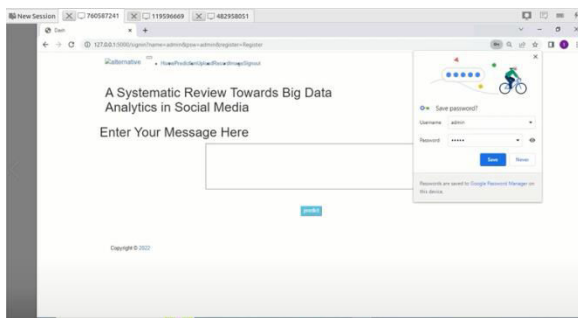 New Session 760587241 119596669 482958051
Dash
127.0.0.1:5000/signin?name=admin&psw=admin&register=Register
alternative
HomePredictionUploadRecordImageSignout
A Systematic Review Towards Big Data
Analytics in Social Media
Enter Your Message Here
predict
Copyright © 2022
Save password?
Username admin
Password •••••
Save Never
Passwords are saved to Google Password Manager on
this device.